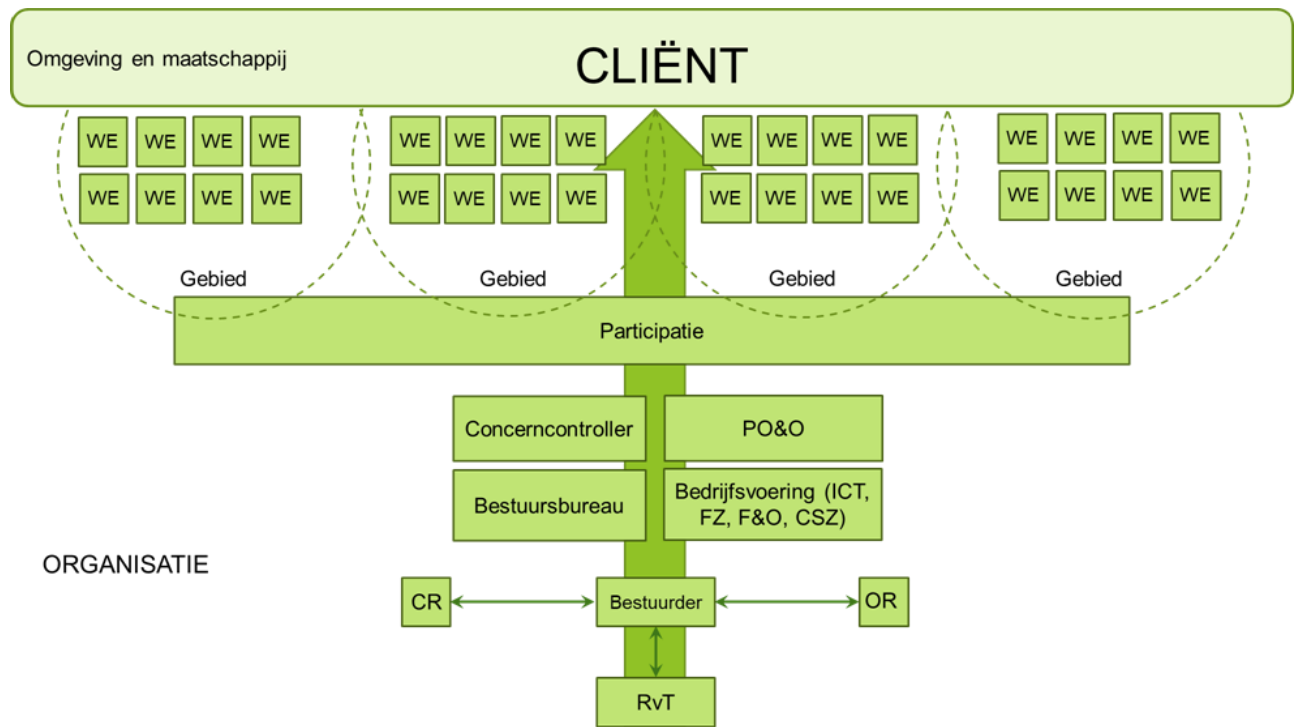 Omgeving en maatschappij
CLIËNT
WE WE WE WE WE WE WE WE WE WE WE WE WE WE WE WE
WE WE WE WE WE WE WE WE WE WE WE WE WE WE WE WE
Gebied Gebied Gebied Gebied
Participatie
Concerncontroller
PO&O
Bestuursbureau
Bedrijfsvoering (ICT,
FZ, F&O, CSZ)
ORGANISATIE
CR
Bestuurder
OR
RvT